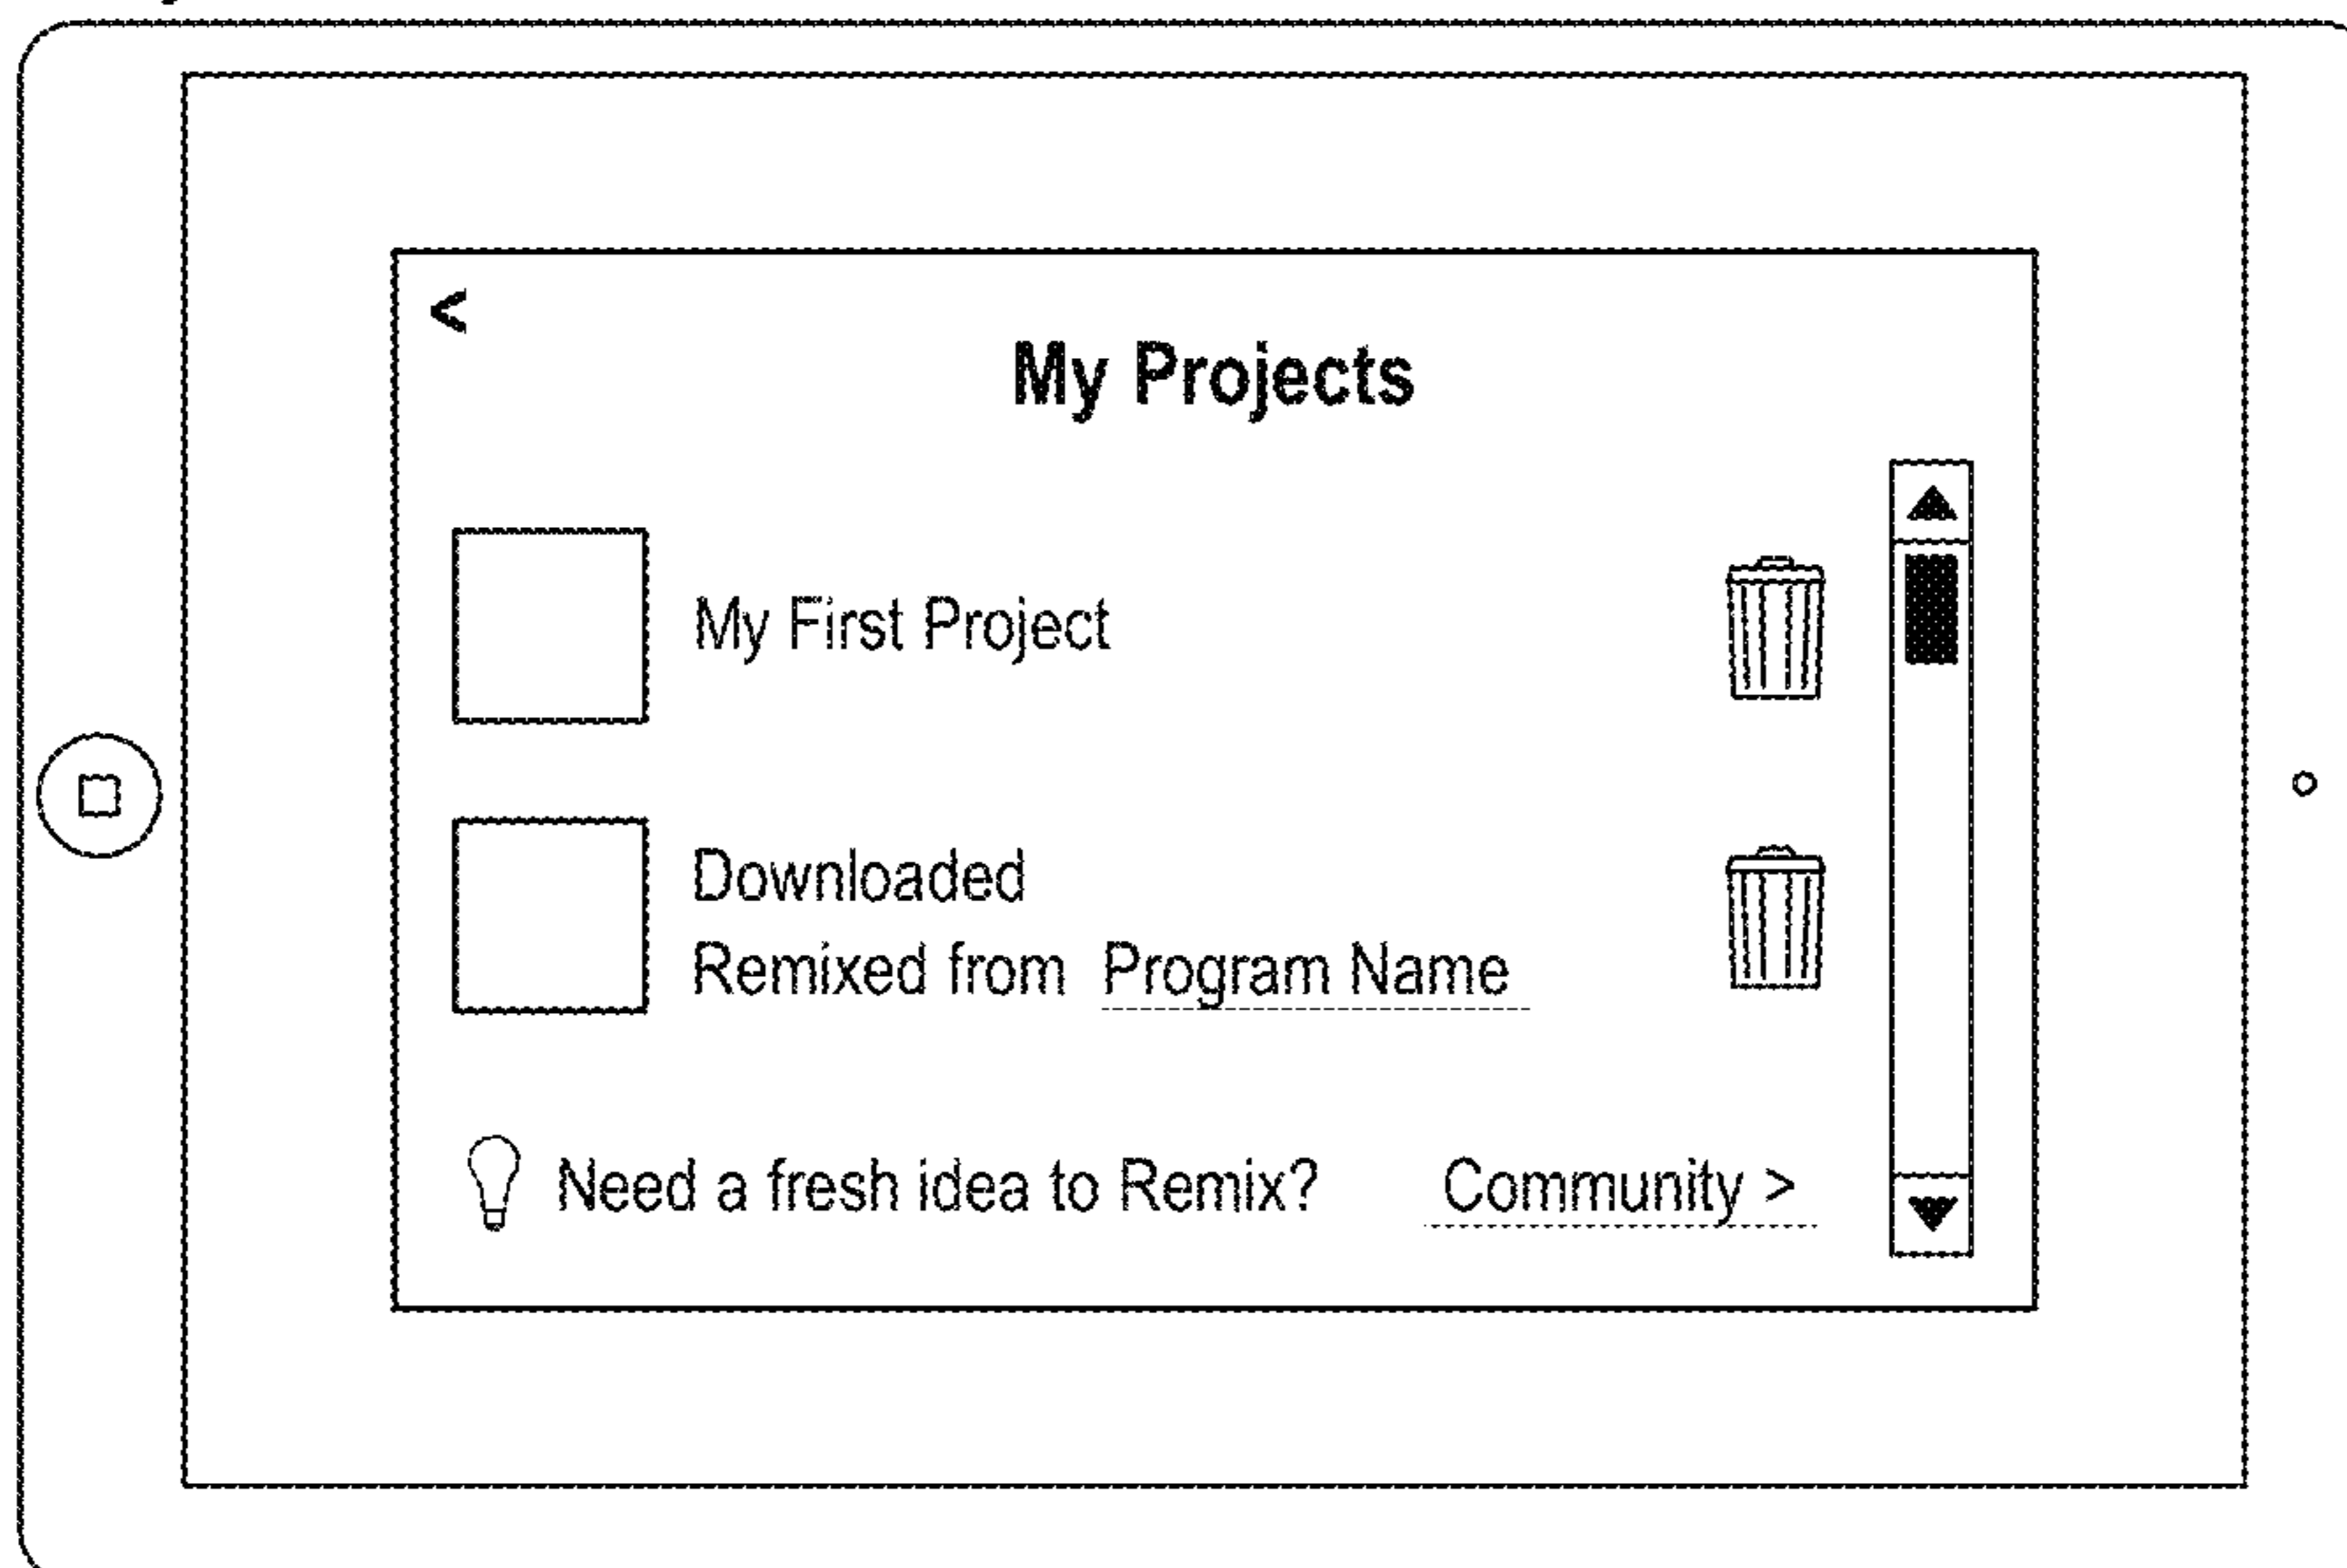 <
My Projects
My First Project
Downloaded
Remixed from Program Name
Need a fresh idea to Remix? Community >